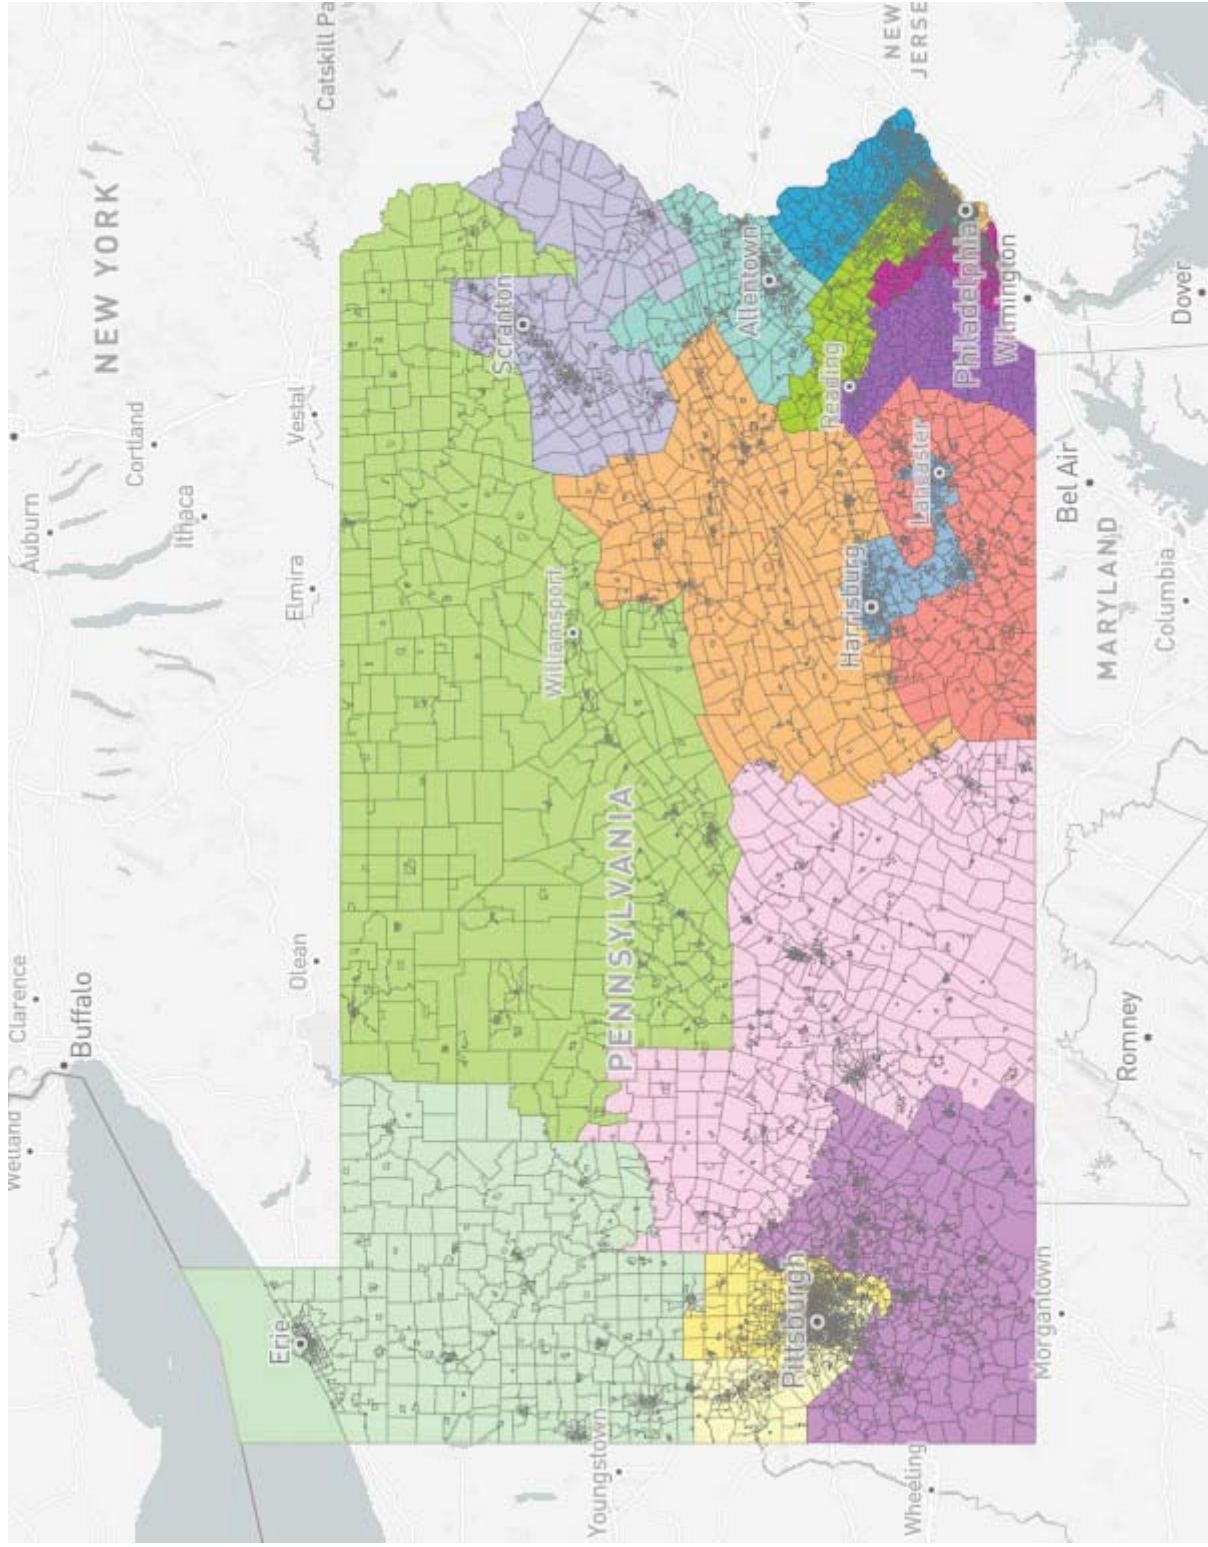 Catskill Pa
NEW
JERSE
NEW YORK
Scranton
Allentown
Philadelphia
Wilmington
Dover
Reading
Vestal
Cortland
Auburn
Ithaca
Elmira
Williamsport
Lancaster
Harrisburg
Bel Air
MARYLAND
Columbia
PENNSYLVANIA
Olean
Clarence
Buffalo
Welland
Romney
Erie
Pittsburgh
Morgantown
Youngstown
Wheeling